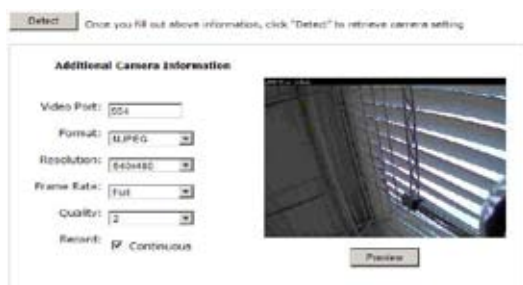 Detect
Once you fill out above information, click "Detect" to retrieve camera setting
Additional Camera Information
Video Port: 554
Format: MJPEG
Resolution: 640x480
Frame Rate: Full
Quality: 2
Record: Continuous
Preview